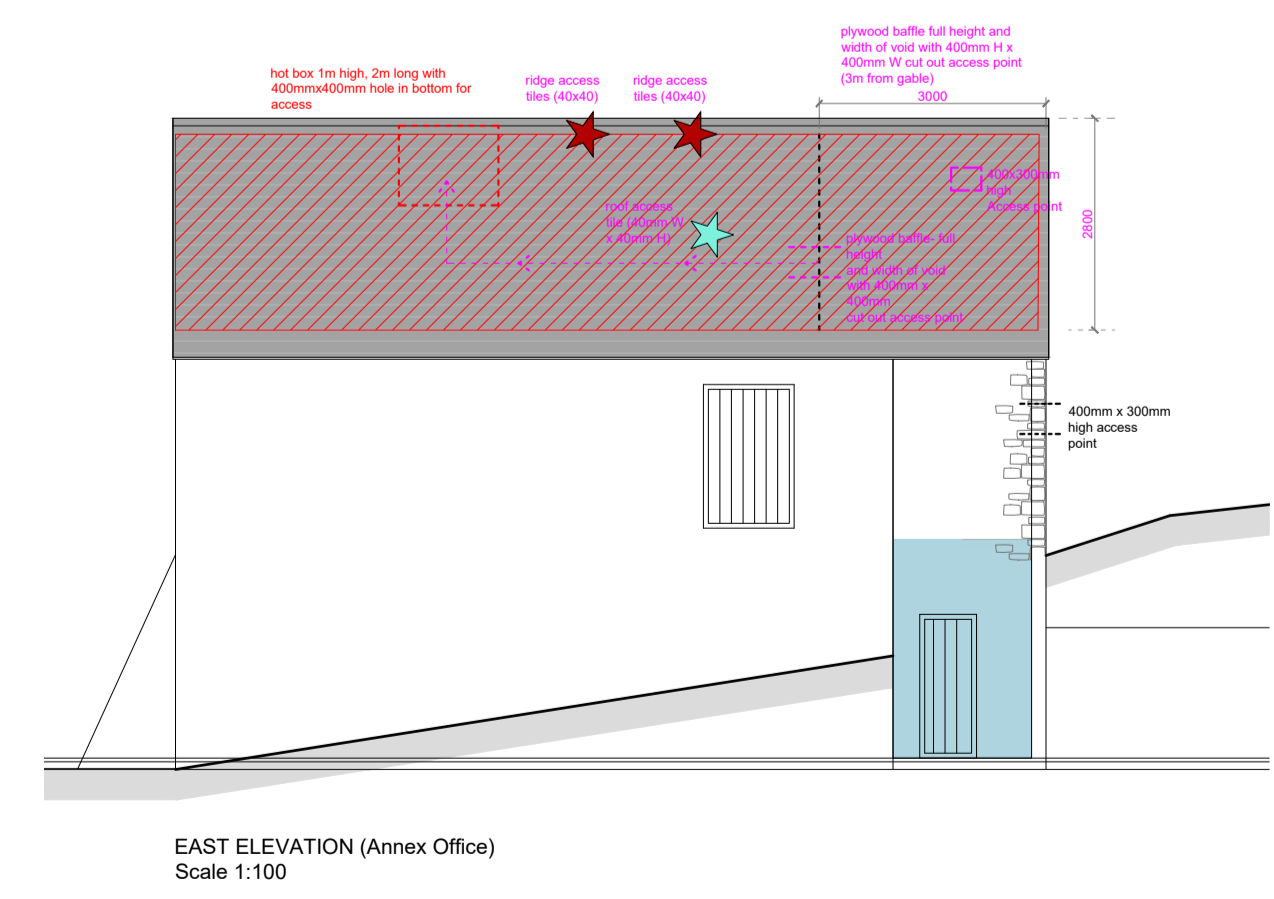 plywood baffle full height and
width of void with 400mm H x
400mm W cut out access point
(3m from gable)
3000
hot box 1m high, 2m long with
400mmx400mm hole in bottom for
access
ridge access
tiles (40x40)
ridge access
tiles (40x40)
400x300mm
high
Access point
2800
roof access
tile (40mm W
x 40mm H)
plywood baffle- full
height
and width of void
with 400mm x
400mm
cut out access point
400mm x 300mm
high access
point
EAST ELEVATION (Annex Office)
Scale 1:100